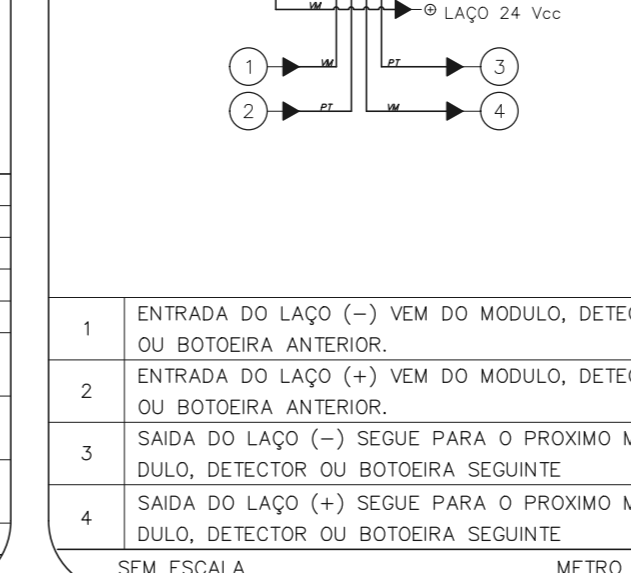 VM
⊕ LAÇO 24 Vcc
1 VM PT 3
2 PT VM 4
1 ENTRADA DO LAÇO (−) VEM DO MODULO,
OU BOTOEIRA ANTERIOR.
2 ENTRADA DO LAÇO (+) VEM DO MODULO,
OU BOTOEIRA ANTERIOR.
3 SAIDA DO LAÇO (−) SEGUE PARA O PROXIMO
DULO, DETECTOR OU BOTOEIRA SEGUINTE
4 SAIDA DO LAÇO (+) SEGUE PARA O PROXIMO
DULO, DETECTOR OU BOTOEIRA SEGUINTE
SEM ESCALA METRO